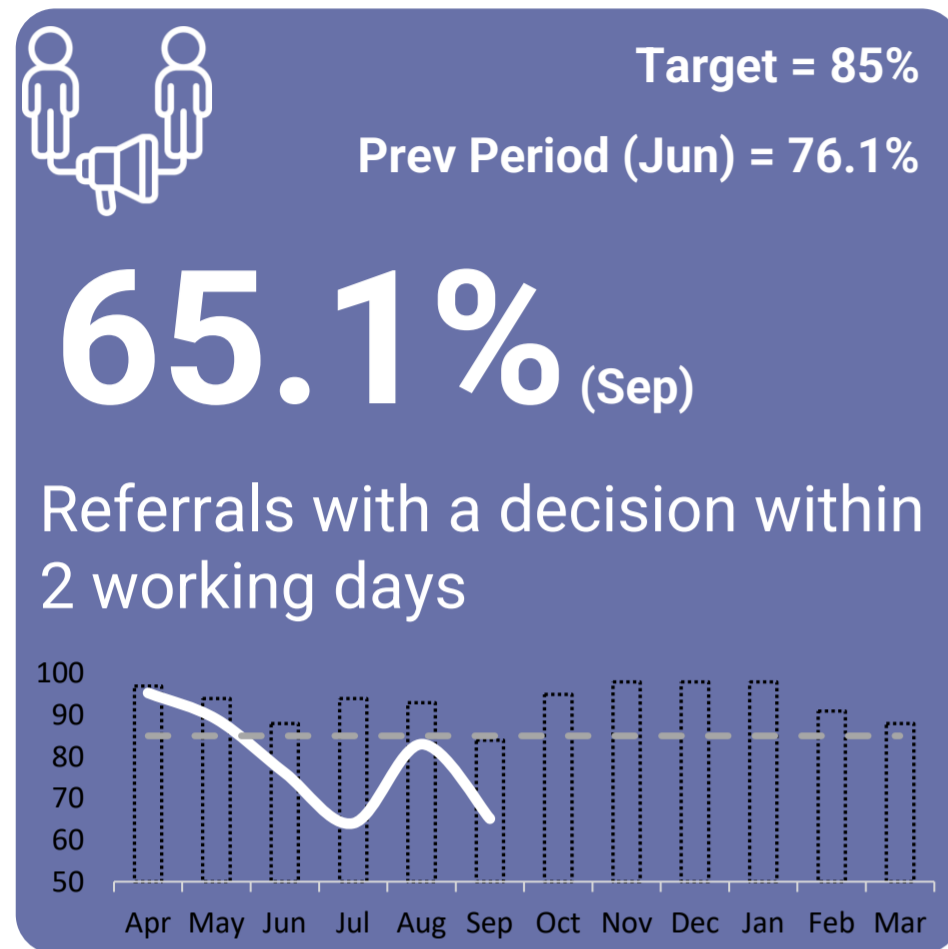 Target = 85%
Prev Period (Jun) = 76.1%
65.1% (Sep)
Referrals with a decision within
2 working days
100
90
80
70
60
50
Apr May Jun Jul Aug Sep Oct Nov Dec Jan Feb Mar